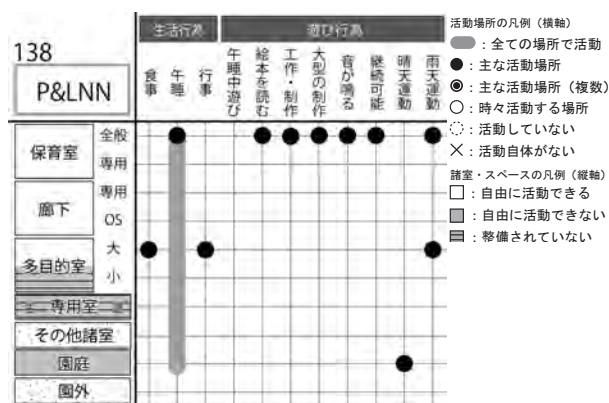 138
P&LNN
生活行為
遊び行為
食事
午睡
行事
午睡中遊び
絵本を読む
工作・制作
大型の制作
音が鳴る
継続可能
晴天運動
雨天運動
保育室
全般
専用
廊下
専用
OS
多目的室
大
小
専用室
その他諸室
園庭
園外
活動場所の凡例（横軸）
：全ての場所で活動
：主な活動場所
：主な活動場所（複数）
：時々活動する場所
：活動していない
：活動自体がない
諸室・スペースの凡例（縦軸）
：自由に活動できる
：自由に活動できない
：整備されていない